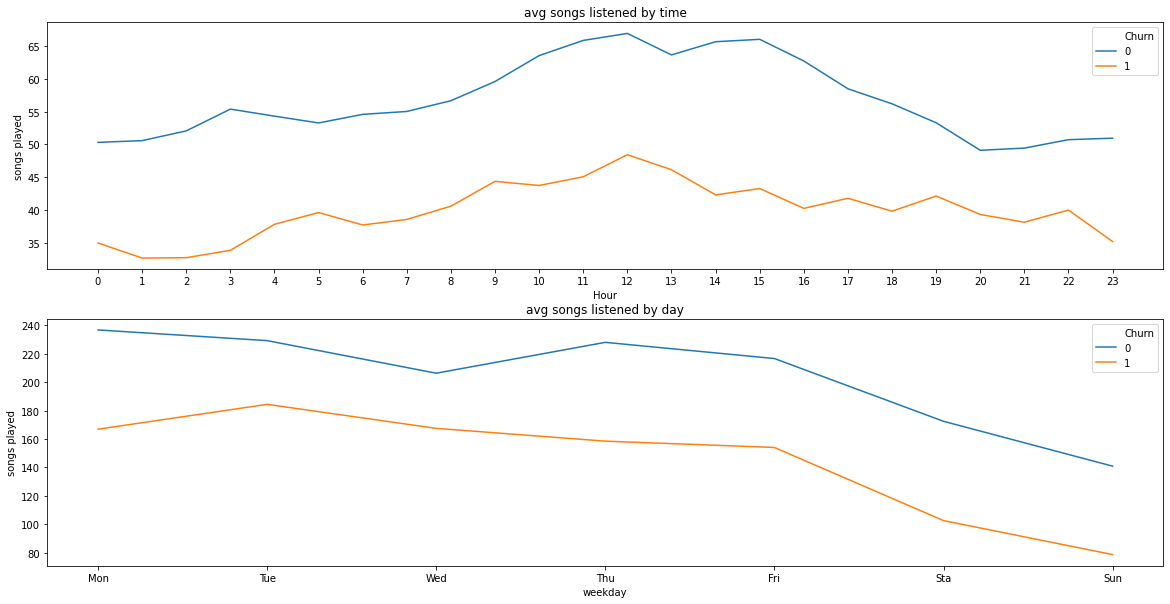 avg songs listened by time
songs played
65
60
55
50
45
40
35
Churn
0
1
0 1 2 3 4 5 6 7 8 9 10 11 12 13 14 15 16 17 18 19 20 21 22 23
Hour
avg songs listened by day
songs played
240
220
200
180
160
140
120
100
80
Churn
0
1
Mon Tue Wed Thu Fri Sta Sun
weekday